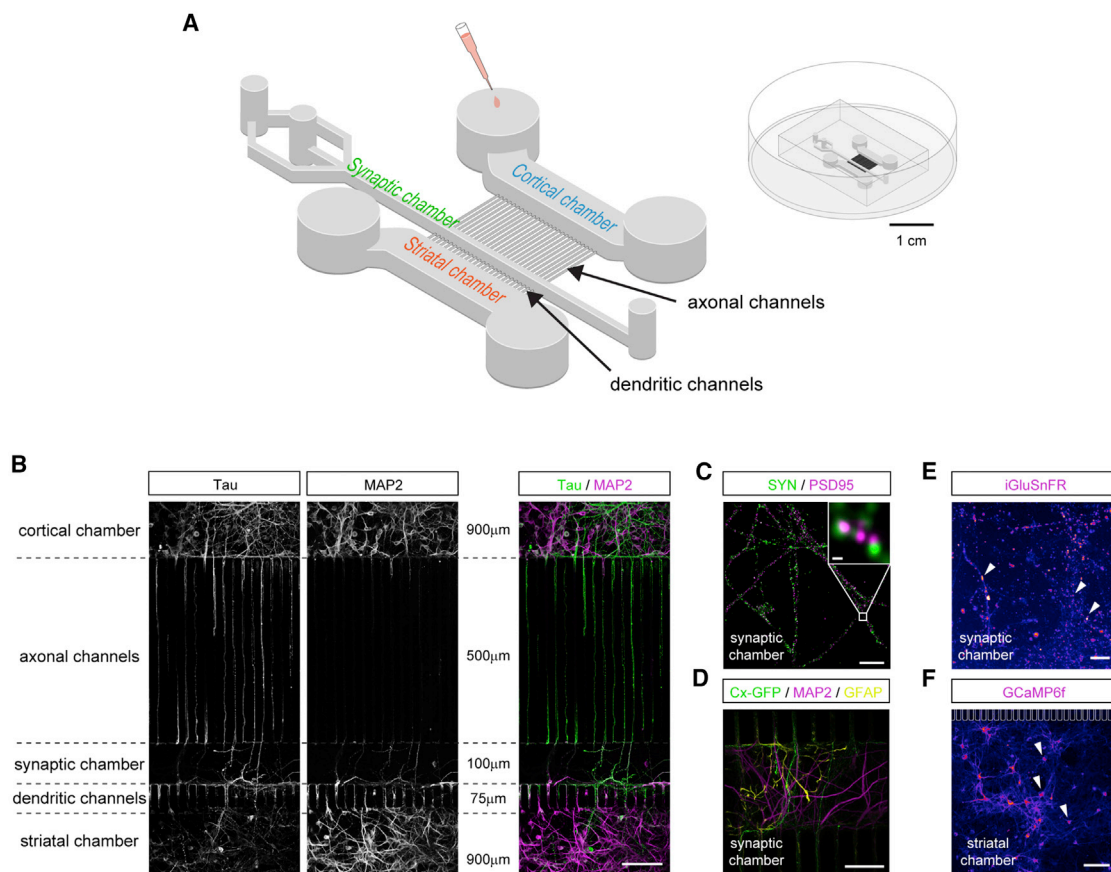 A
Synaptic chamber
Cortical chamber
Striatal chamber
axonal channels
dendritic channels
1 cm
B
Tau
MAP2
Tau / MAP2
cortical chamber
900µm
axonal channels
500µm
synaptic chamber
100µm
dendritic channels
75µm
striatal chamber
900µm
C
SYN / PSD95
synaptic
chamber
D
Cx-GFP / MAP2 / GFAP
synaptic
chamber
E
iGluSnFR
synaptic
chamber
F
GCaMP6f
striatal
chamber